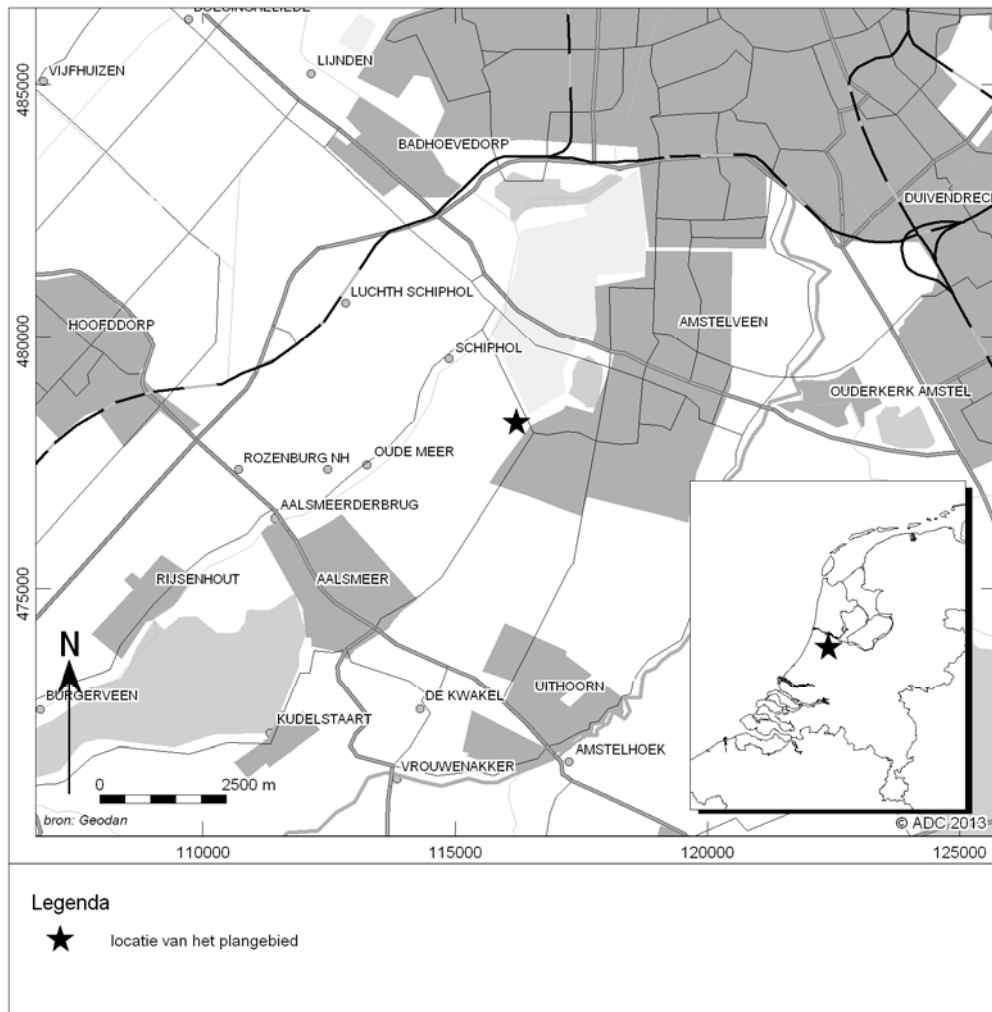 VIJFHUIZEN
LIJNDEN
BADHOEVEDORP
DUIVENDREC
LUCHTH SCHIPHOL
HOOFDDORP
AMSTELVEEN
SCHIPHOL
OUDERKERK AMSTEL
ROZENBURG NH
OUDE MEER
AALSMEERDERBRUG
RIJSENHOUT
AALSMEER
N
BURGERVEEN
UITHOORN
DE KWAKEL
KUDELSTAART
AMSTELHOEK
VROUWENAKKER
0 2500 m
bron: Geodan
© ADC 2013
485000
480000
475000
110000 115000 120000 125000
Legenda
locatie van het plangebied